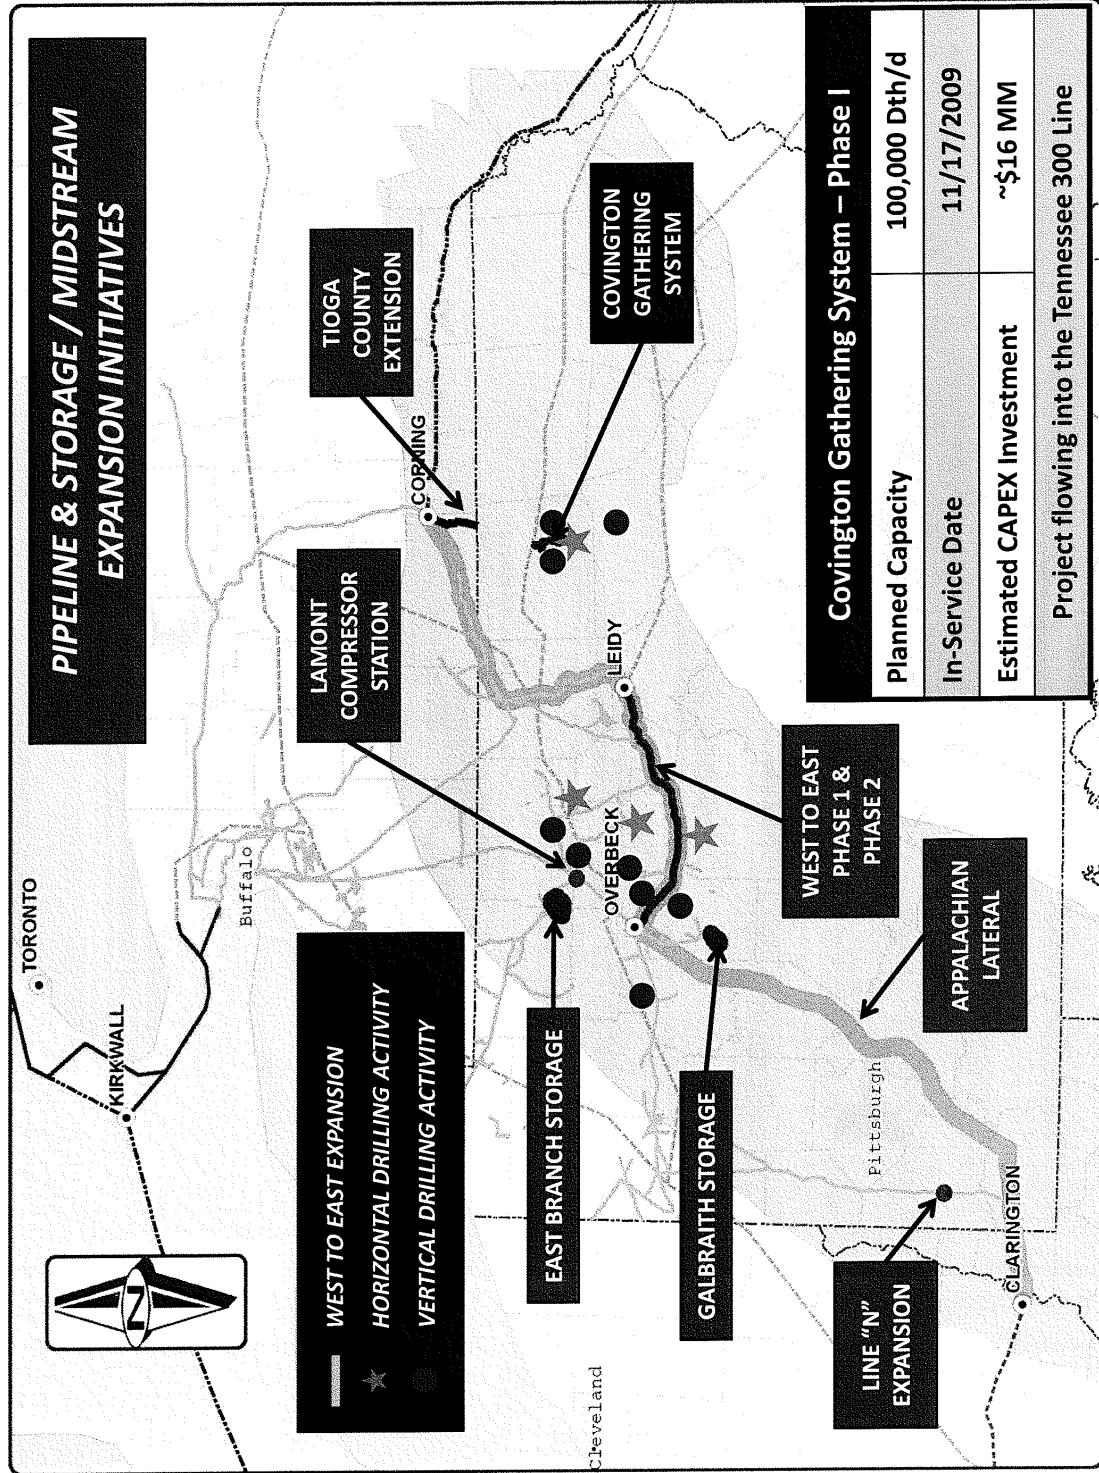 PIPELINE & STORAGE / MIDSTREAM
EXPANSION INITIATIVES
TORONTO
KIRKWALL
Buffalo
N
WEST TO EAST EXPANSION
HORIZONTAL DRILLING ACTIVITY
VERTICAL DRILLING ACTIVITY
LAMONT
COMPRESSOR
STATION
TIOGA
COUNTY
EXTENSION
CORNING
COVINGTON
GATHERING
SYSTEM
EAST BRANCH STORAGE
OVERBECK
LEIDY
Cleveland
GALBRAITH STORAGE
WEST TO EAST
PHASE 1 &
PHASE 2
Pittsburgh
APPALACHIAN
LATERAL
LINE “N”
EXPANSION
CLARINGTON
Covington Gathering System – Phase I
Planned Capacity 100,000 Dth/d
In-Service Date 11/17/2009
Estimated CAPEX Investment ~$16 MM
Project flowing into the Tennessee 300 Line